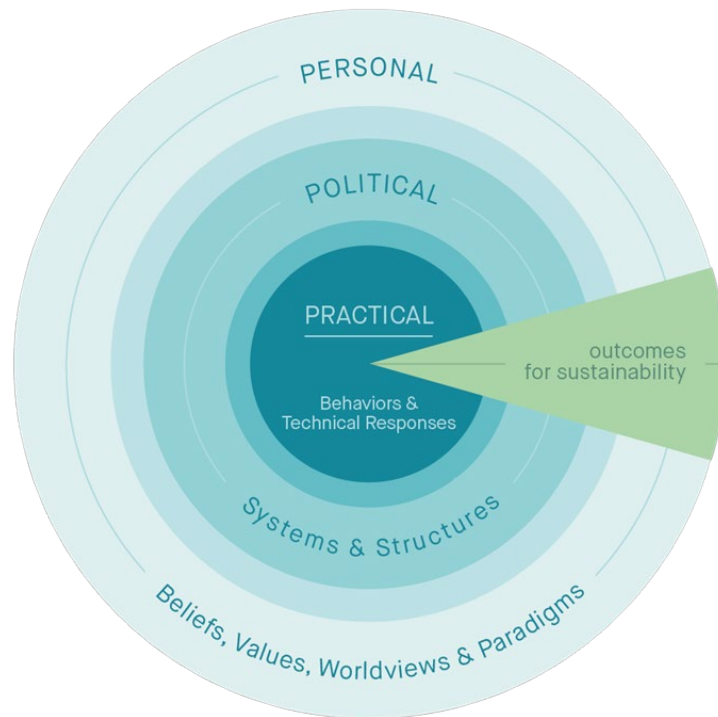 PERSONAL
POLITICAL
PRACTICAL
outcomes
for sustainability
Behaviors &
Technical Responses
Systems & Structures
Beliefs, Values, Worldviews & Paradigms